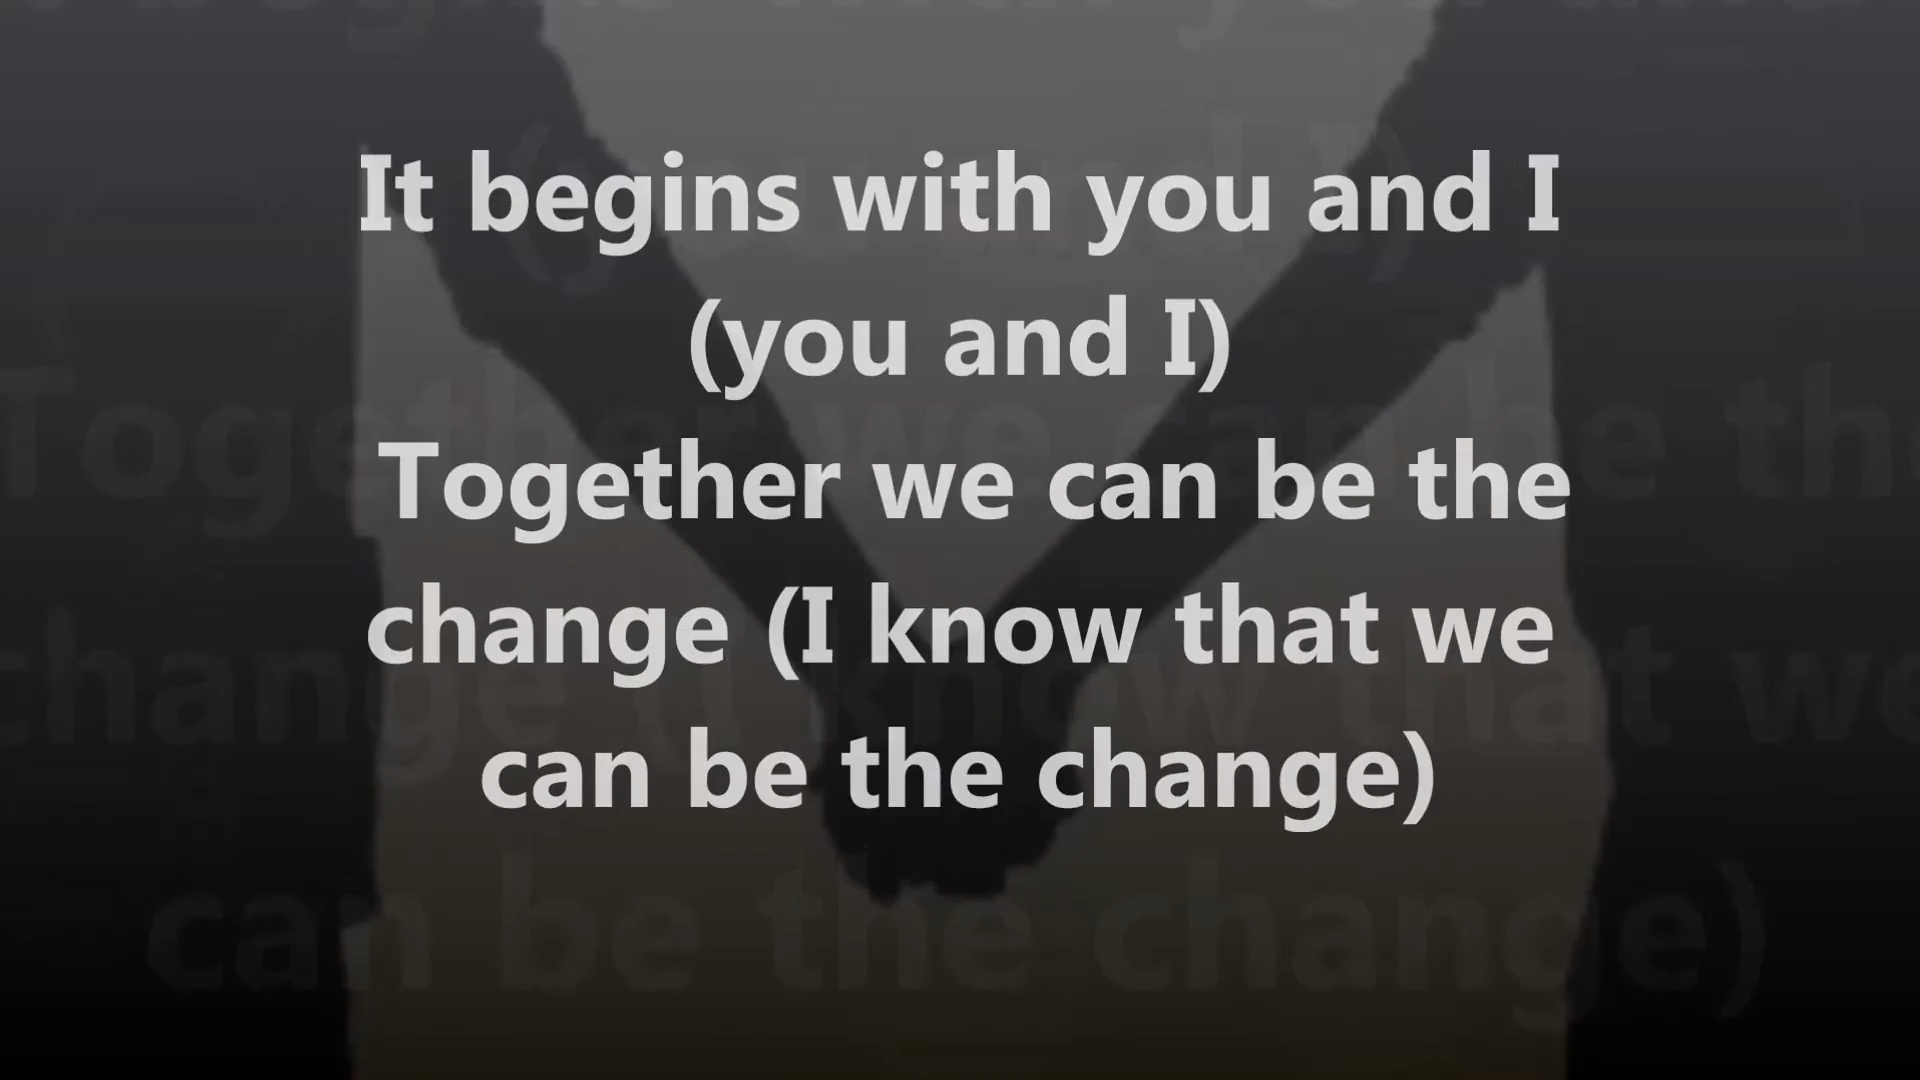 It begins with you and I
(you and I)
Together we can be the
change (I know that we
can be the change)